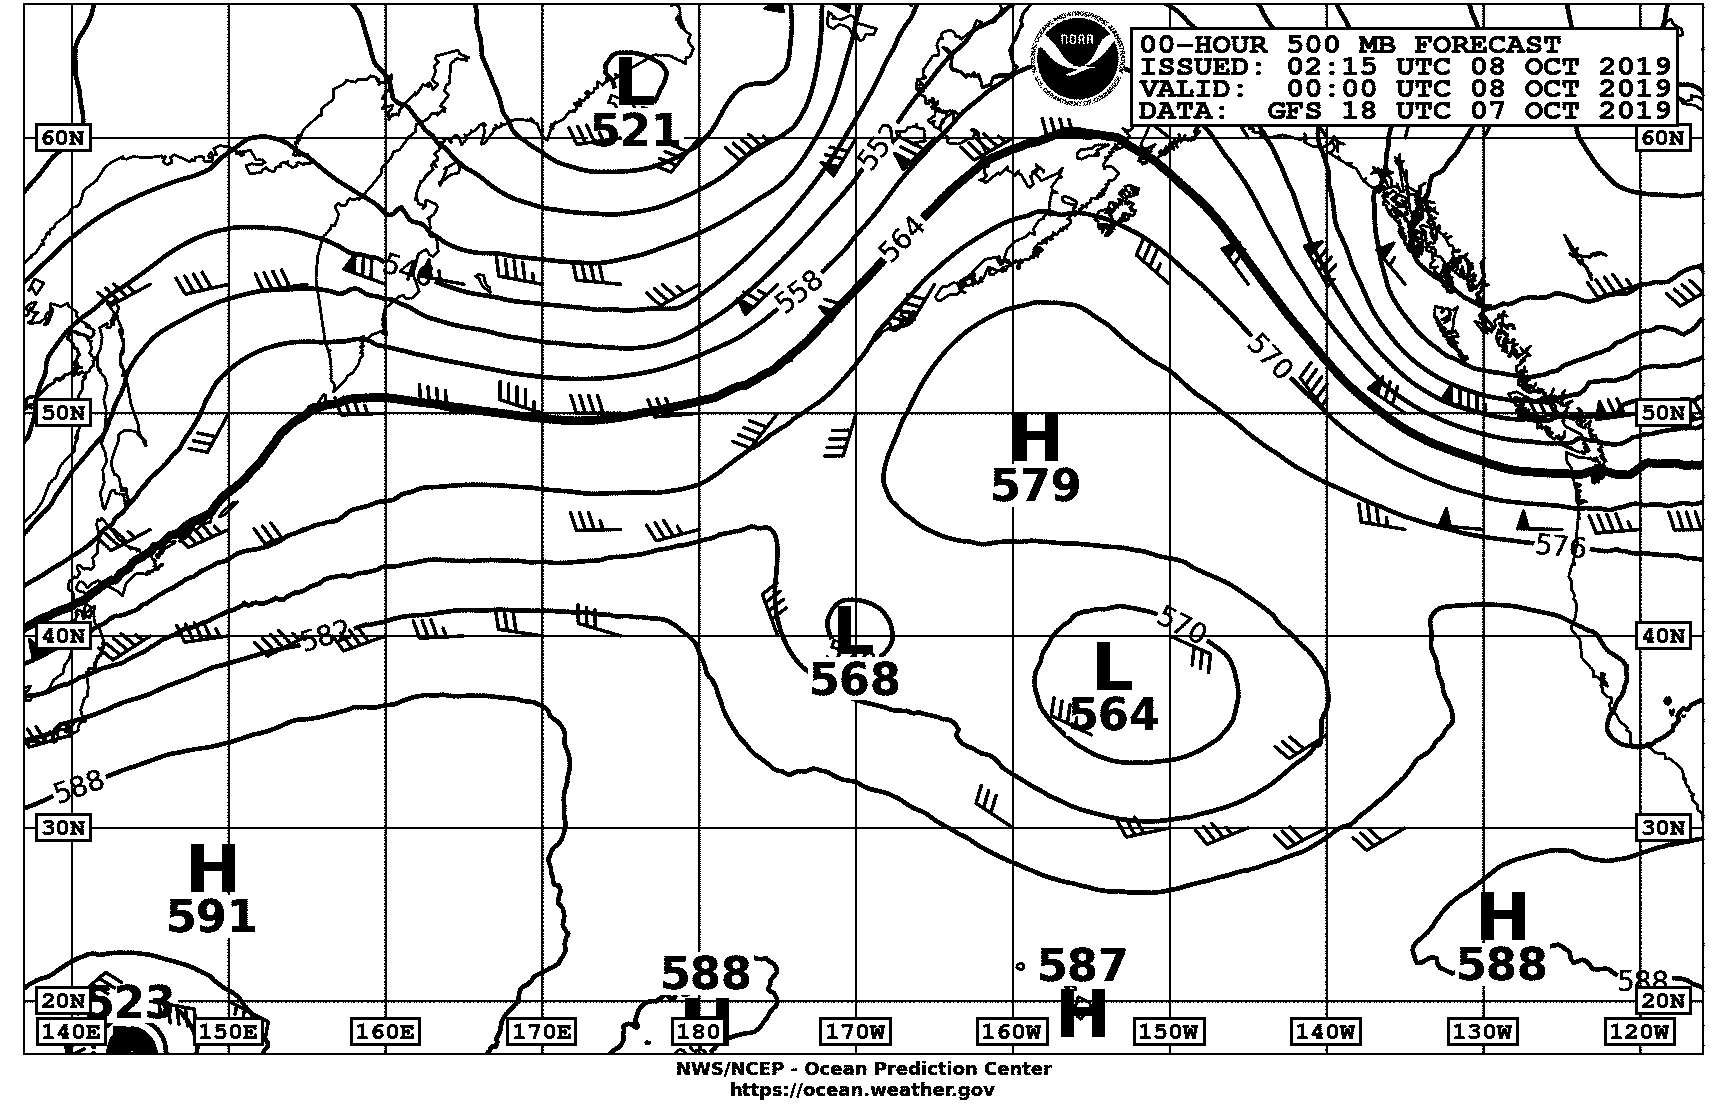 NOAA
00-HOUR 500 MB FORECAST
ISSUED: 02:15 UTC 08 OCT 2019
VALID: 00:00 UTC 08 OCT 2019
DATA: GFS 18 UTC 07 OCT 2019
L
521
60N
60N
552
564
546
558
570
50N
50N
H
579
576
582
570
40N
40N
L
568
L
564
588
30N
30N
H
591
H
588
588
588
H
587
H
523
20N
20N
140E 150E 160E 170E 180 170W 160W 150W 140W 130W 120W
NWS/NCEP - Ocean Prediction Center
https://ocean.weather.gov